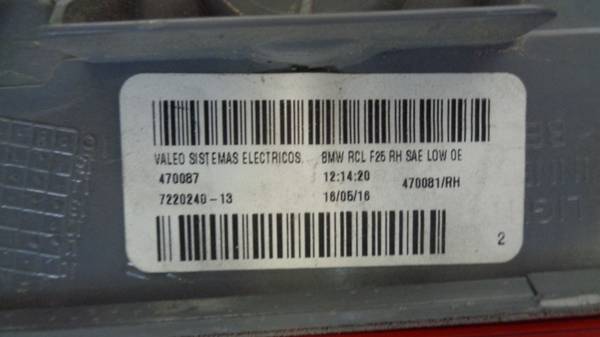 VALEO SISTEMAS ELECTRICOS. BMW RCL F25 RH SAE LOW OE
470087 12:14:20 470081/RH
7220240-13 16/05/16
2